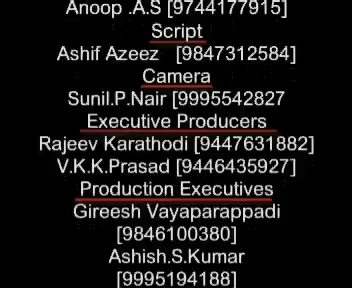 Anoop .A.S [9744177915]
Script
Ashif Azeez [9847312584]
Camera
Sunil.P.Nair [9995542827
Executive Producers
Rajeev Karathodi [9447631882]
V.K.K.Prasad [9446435927]
Production Executives
Gireesh Vayaparappadi
[9846100380]
Ashish.S.Kumar
[9995194188]